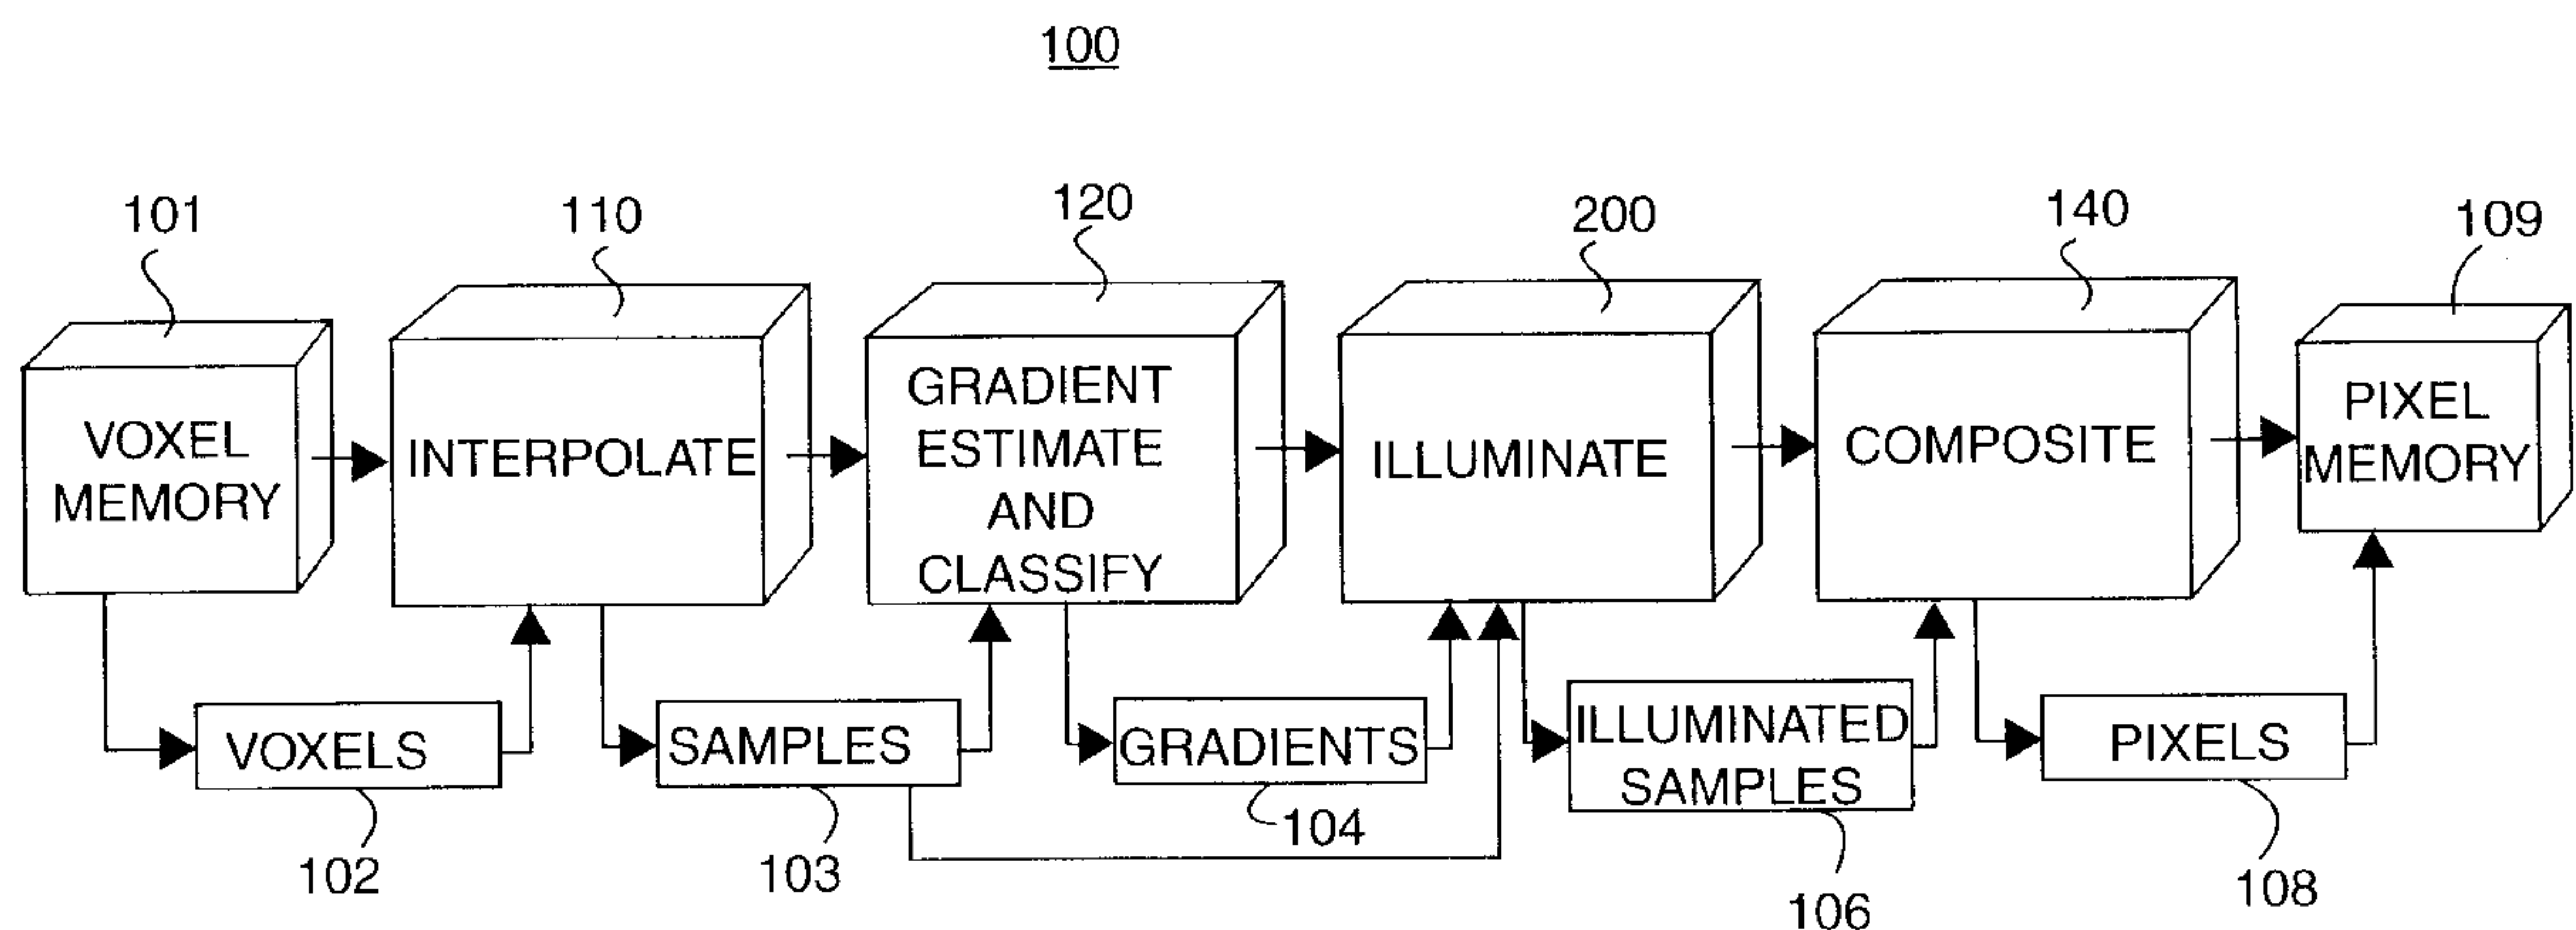 100
101
110
120
200
140
109
VOXEL
MEMORY
INTERPOLATE
GRADIENT
ESTIMATE
AND
CLASSIFY
ILLUMINATE
COMPOSITE
PIXEL
MEMORY
VOXELS
SAMPLES
GRADIENTS
ILLUMINATED
SAMPLES
PIXELS
102
103
104
106
108